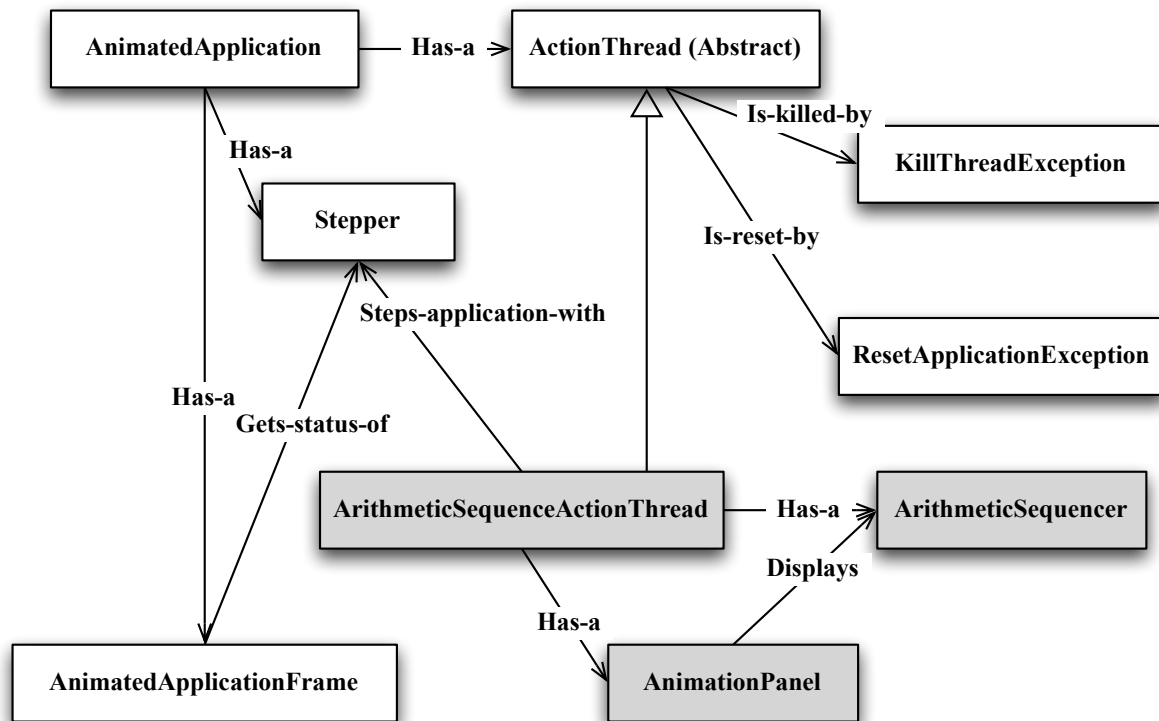 AnimatedApplication
Has-a
ActionThread (Abstract)
Is-killed-by
Has-a
KillThreadException
Stepper
Is-reset-by
Steps-application-with
ResetApplicationException
Has-a
Gets-status-of
ArithmeticSequenceActionThread
Has-a
ArithmeticSequencer
Displays
Has-a
AnimatedApplicationFrame
AnimationPanel